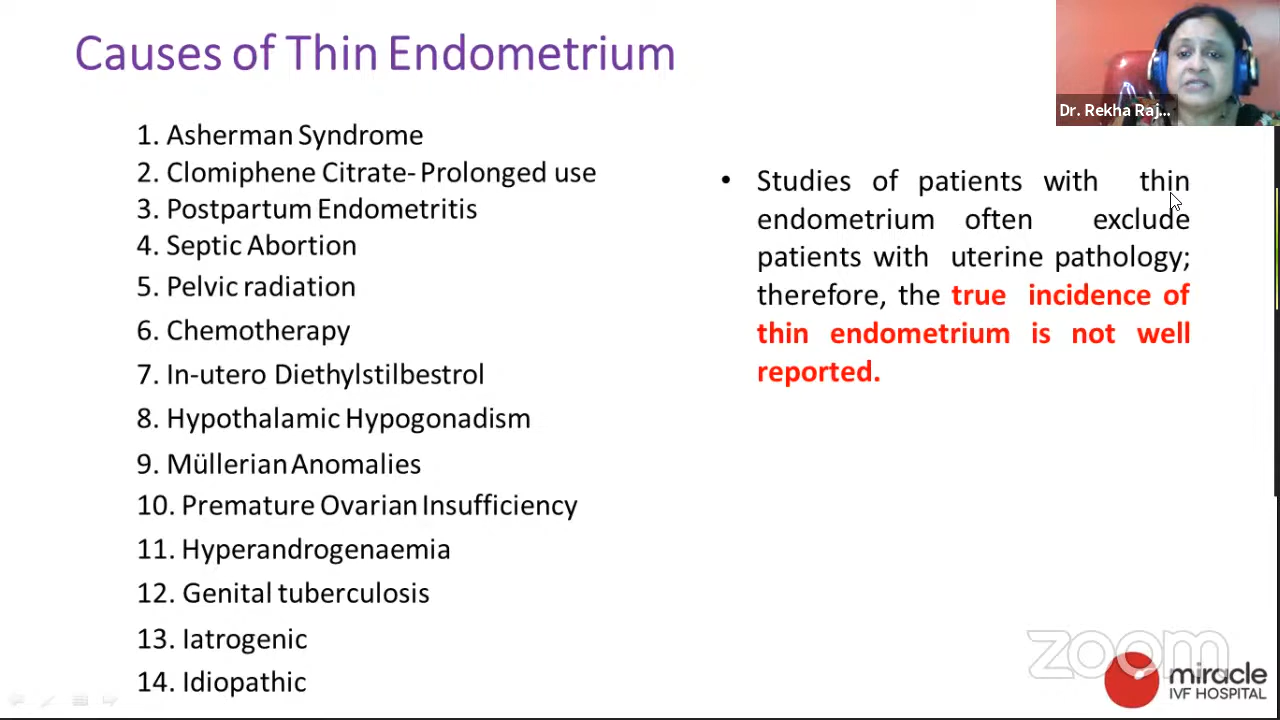 Causes of Thin Endometrium
Dr. Rekha Raj...
1. Asherman Syndrome
2. Clomiphene Citrate- Prolonged use
3. Postpartum Endometritis
4. Septic Abortion
5. Pelvic radiation
6. Chemotherapy
7. In-utero Diethylstilbestrol
8. Hypothalamic Hypogonadism
9. Müllerian Anomalies
10. Premature Ovarian Insufficiency
11. Hyperandrogenaemia
12. Genital tuberculosis
13. Iatrogenic
14. Idiopathic
• Studies of patients with thin
endometrium often exclude
patients with uterine pathology;
therefore, the true incidence of
thin endometrium is not well
reported.
zoom
miracle
IVF HOSPITAL